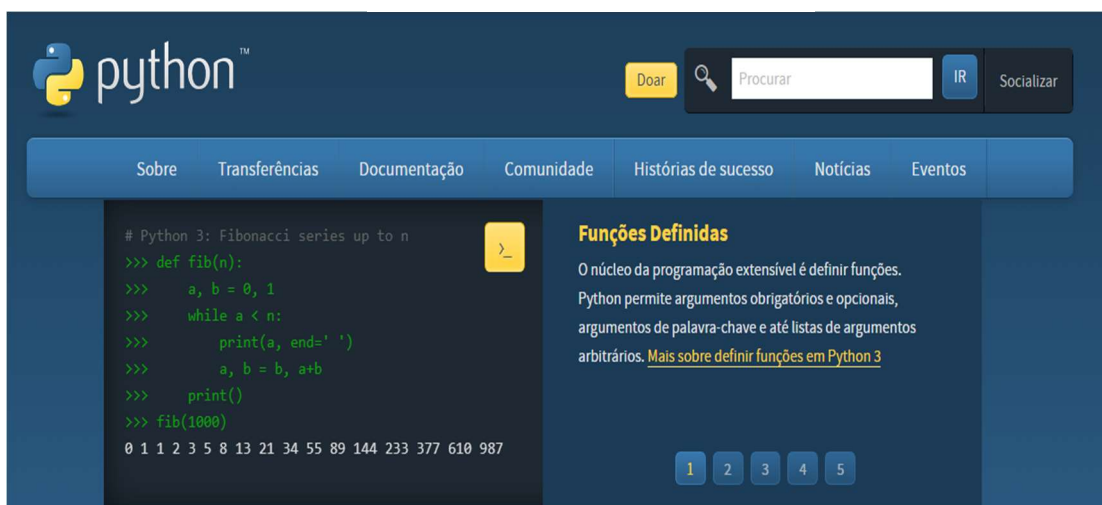 python™
Doar
Procurar
IR
Socializar
Sobre
Transferências
Documentação
Comunidade
Histórias de sucesso
Notícias
Eventos
# Python 3: Fibonacci series up to n
>>> def fib(n):
>>>     a, b = 0, 1
>>>     while a < n:
>>>         print(a, end=' ')
>>>         a, b = b, a+b
>>>     print()
>>> fib(1000)
0 1 1 2 3 5 8 13 21 34 55 89 144 233 377 610 987
>_
Funções Definidas
O núcleo da programação extensível é definir funções.
Python permite argumentos obrigatórios e opcionais,
argumentos de palavra-chave e até listas de argumentos
arbitrários. Mais sobre definir funções em Python 3
1 2 3 4 5